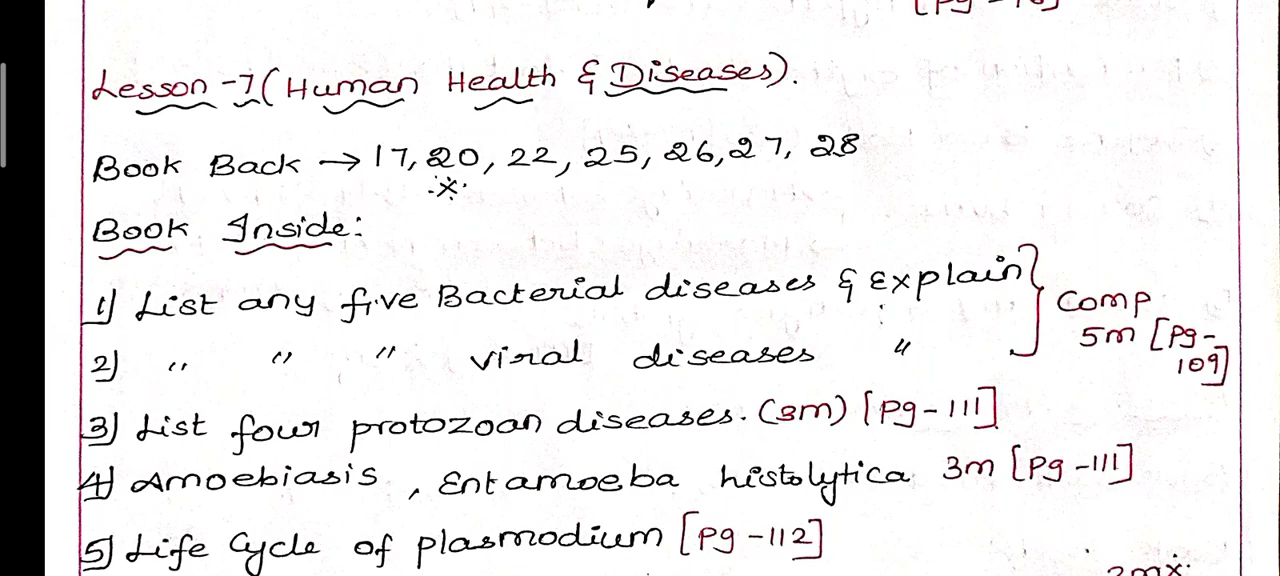 Lesson -7 (Human Health & Diseases).
Book Back → 17, 20, 22, 25, 26, 27, 28
Book Inside:
1) List any five Bacterial diseases & Explain } Comp
2) " " " viral diseases " 5m [Pg-109]
3) List four protozoan diseases. (3m) [Pg-111]
4) Amoebiasis, Entamoeba histolytica 3m [Pg-111]
5) Life Cycle of plasmodium [Pg-112]